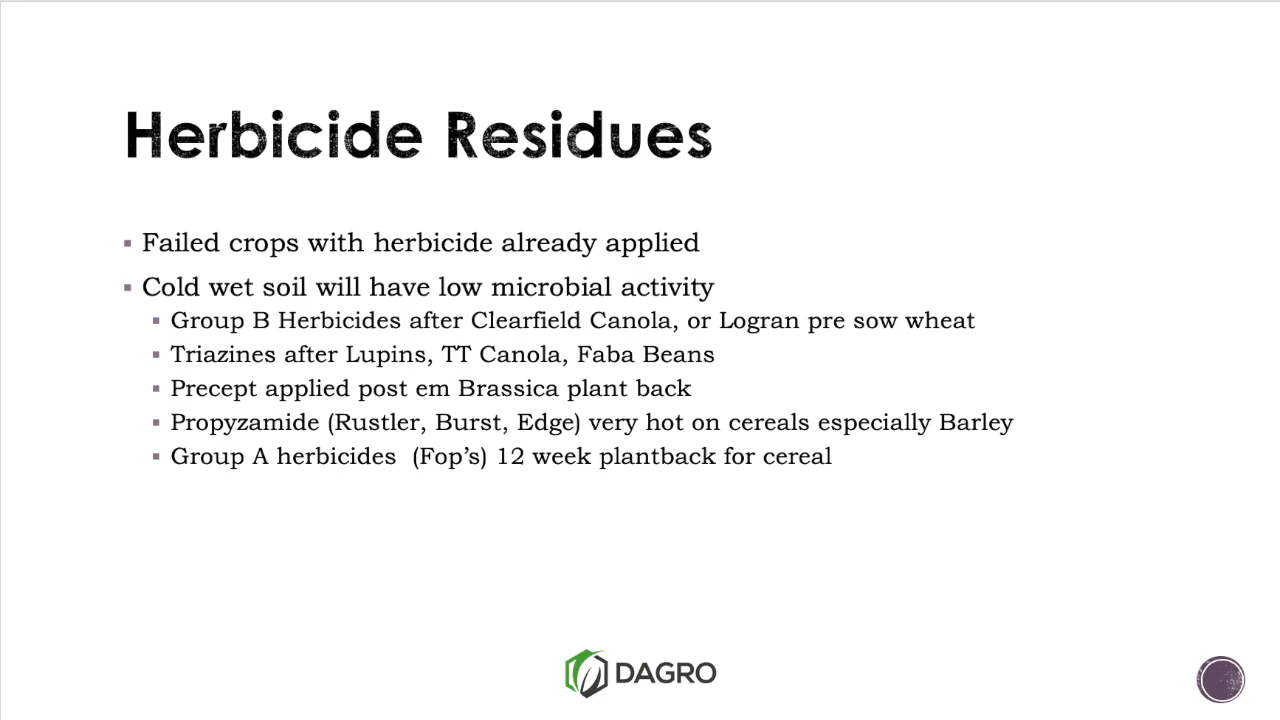 Herbicide Residues
Failed crops with herbicide already applied
Cold wet soil will have low microbial activity
Group B Herbicides after Clearfield Canola, or Logran pre sow wheat
Triazines after Lupins, TT Canola, Faba Beans
Precept applied post em Brassica plant back
Propyzamide (Rustler, Burst, Edge) very hot on cereals especially Barley
Group A herbicides  (Fop’s) 12 week plantback for cereal
DAGRO